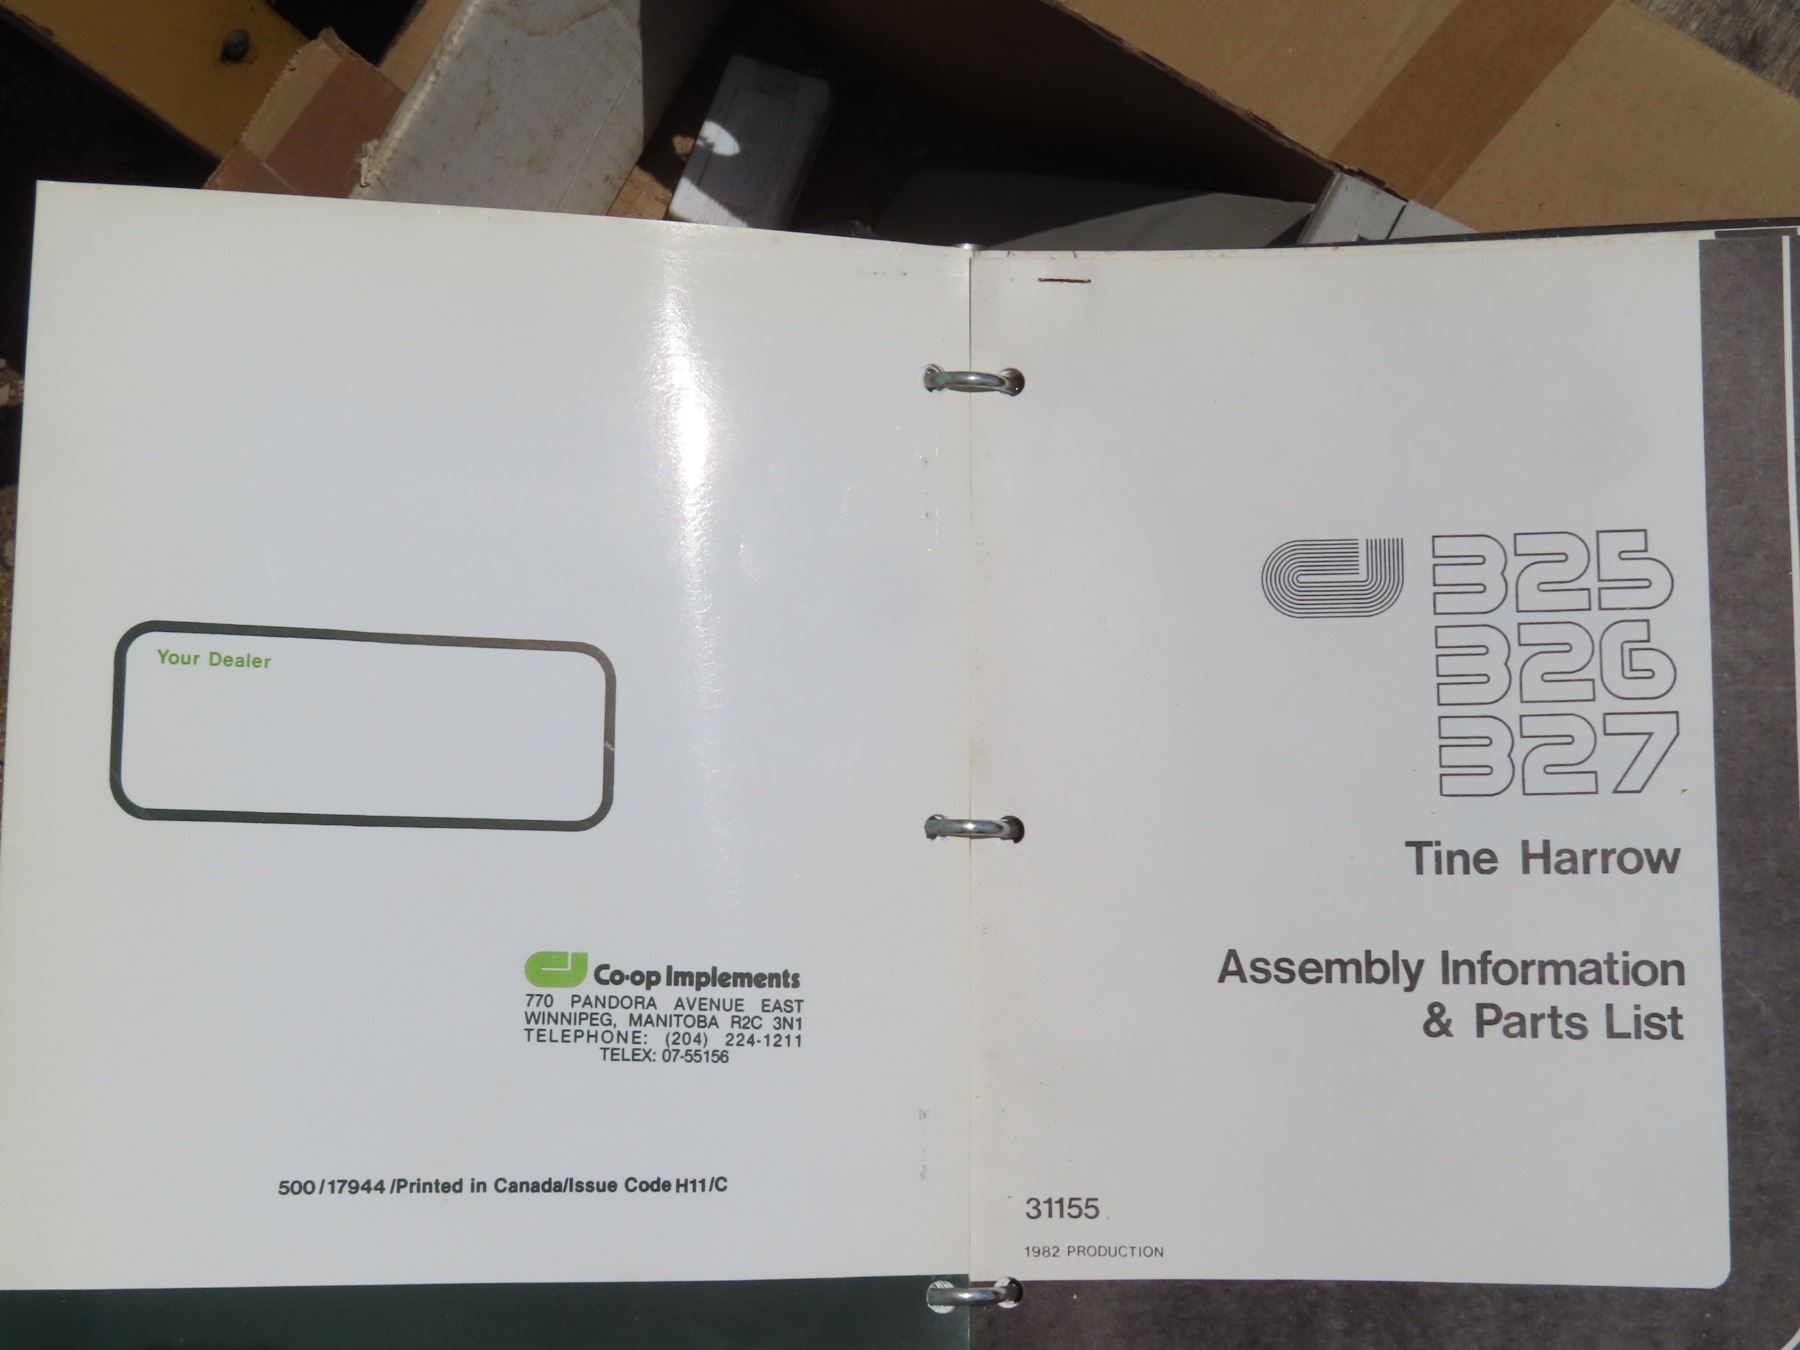 Your Dealer
Co-op Implements
770 PANDORA AVENUE EAST
WINNIPEG, MANITOBA R2C 3N1
TELEPHONE: (204) 224-1211
TELEX: 07-55156
500/17944/Printed in Canada/Issue Code H11/C
325
326
327
Tine Harrow
Assembly Information
& Parts List
31155
1982 PRODUCTION